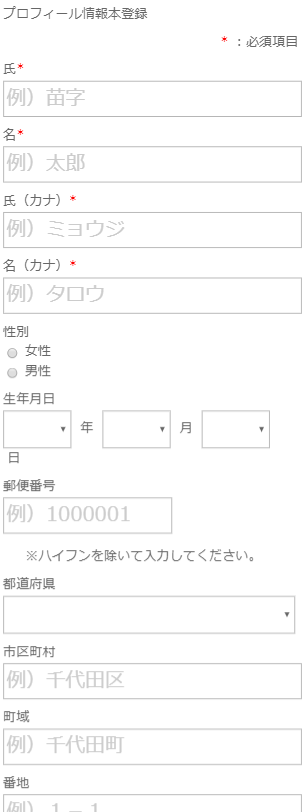 プロフィール情報本登録
* ：必須項目
氏*
例）苗字
名*
例）太郎
氏（カナ）*
例）ミョウジ
名（カナ）*
例）タロウ
性別
女性
男性
生年月日
年 月
日
郵便番号
例）1000001
※ハイフンを除いて入力してください。
都道府県
市区町村
例）千代田区
町域
例）千代田町
番地
例）１－１